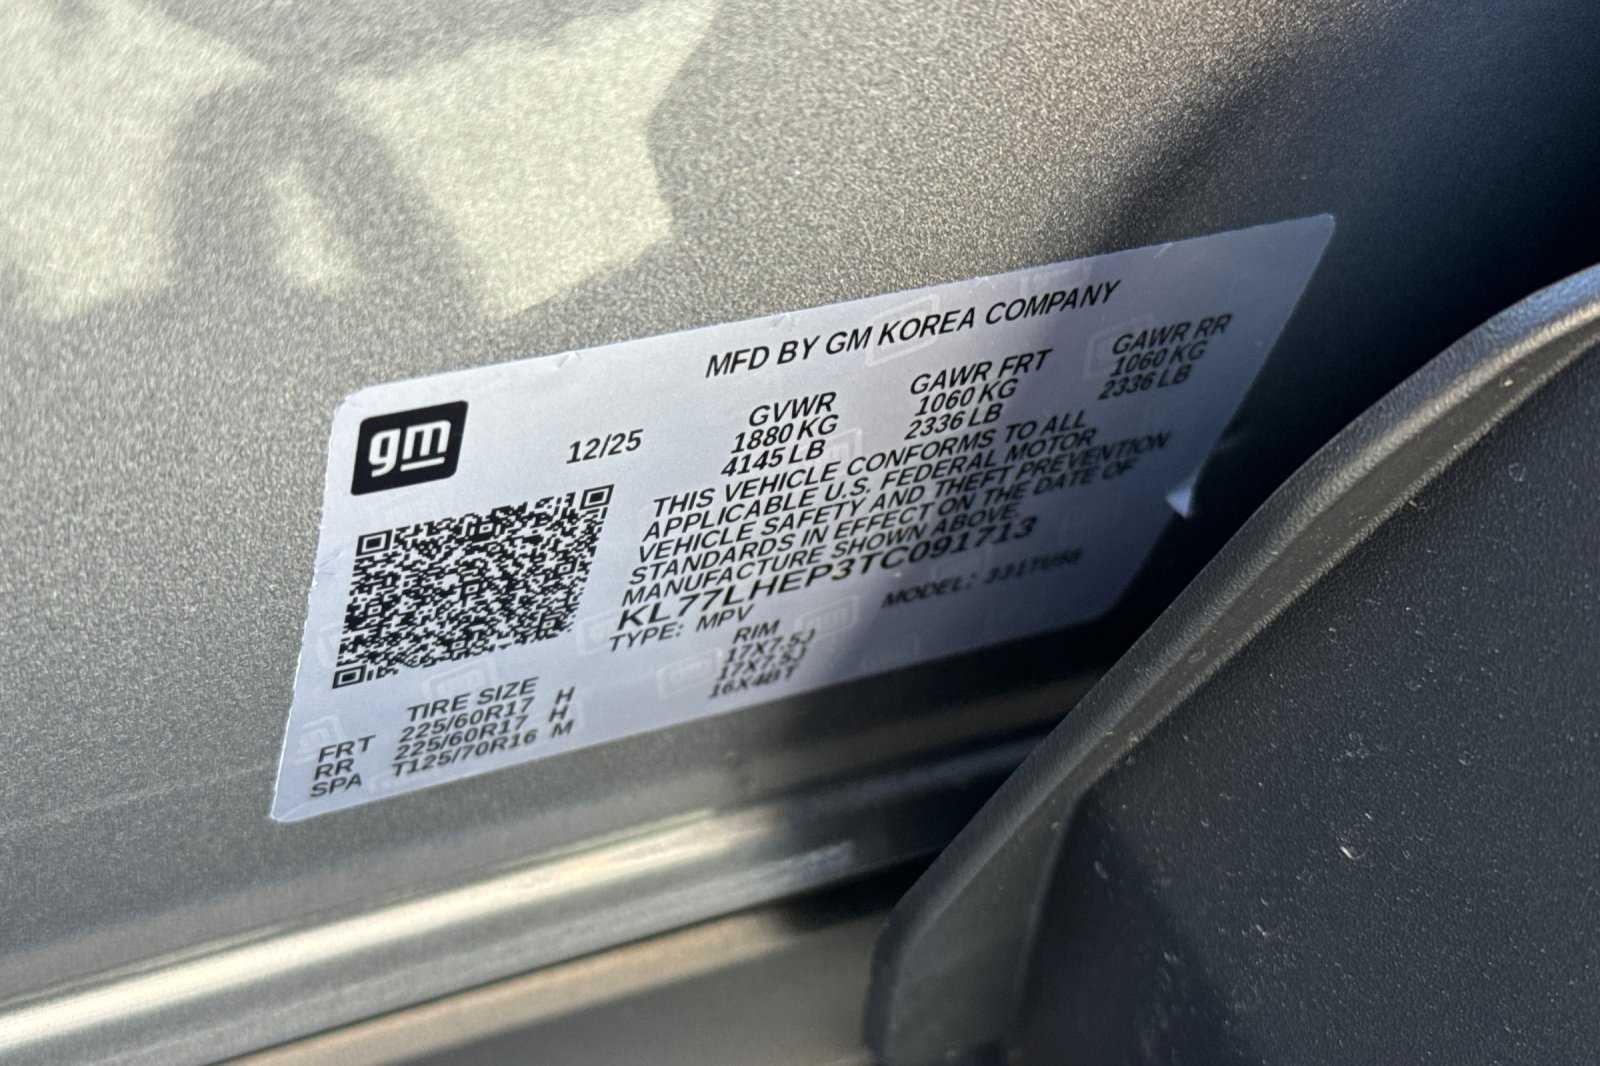 MFD BY GM KOREA COMPANY
gm
12/25
GVWR GAWR FRT GAWR RR
1880 KG 1060 KG 1060 KG
4145 LB 2336 LB 2336 LB
THIS VEHICLE CONFORMS TO ALL
APPLICABLE U.S. FEDERAL MOTOR
VEHICLE SAFETY AND THEFT PREVENTION
STANDARDS IN EFFECT ON THE DATE OF
MANUFACTURE SHOWN ABOVE.
KL77LHEP3TC091713
TYPE: MPV MODEL:
TIRE SIZE RIM
FRT 225/60R17 H 17X7.5J
RR 225/60R17 H 17X7.5J
SPA T125/70R16 M 16X4BT